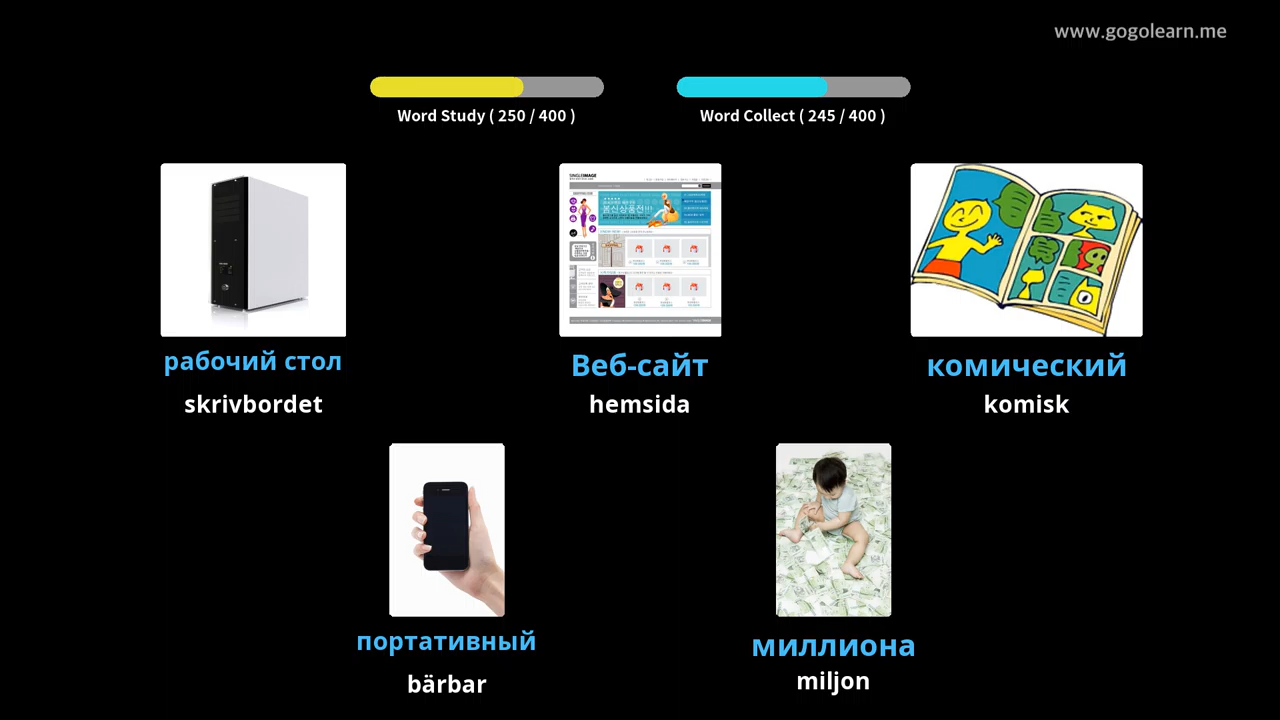 www.gogolearn.me
Word Study ( 250 / 400 )
Word Collect ( 245 / 400 )
рабочий стол
skrivbordet
Веб-сайт
hemsida
комический
komisk
портативный
bärbar
миллиона
miljon